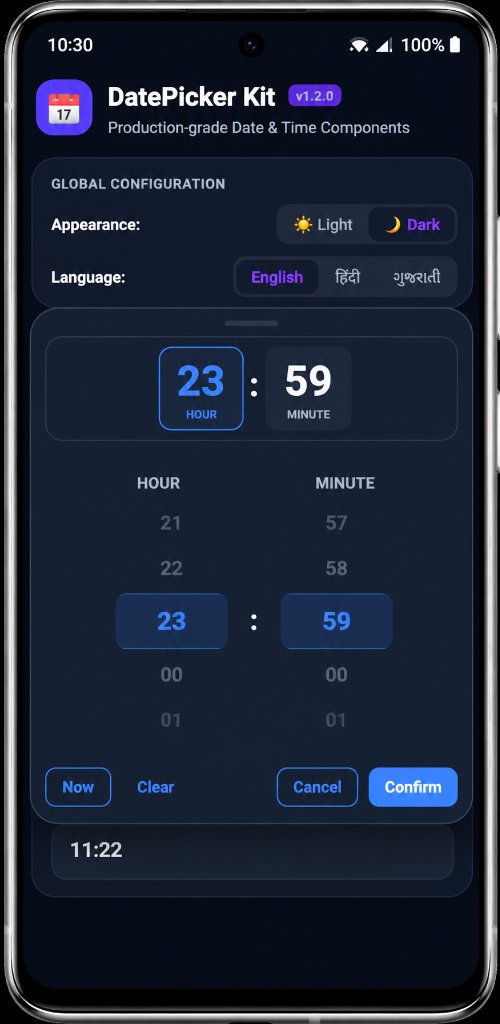 10:30 100%
17
DatePicker Kit v1.2.0
Production-grade Date & Time Components
GLOBAL CONFIGURATION
Appearance: Light Dark
Language: English हिंदी ગુજરાતી
23 : 59
HOUR MINUTE
HOUR MINUTE
21 57
22 58
23 : 59
00 00
01 01
Now Clear Cancel Confirm
11:22